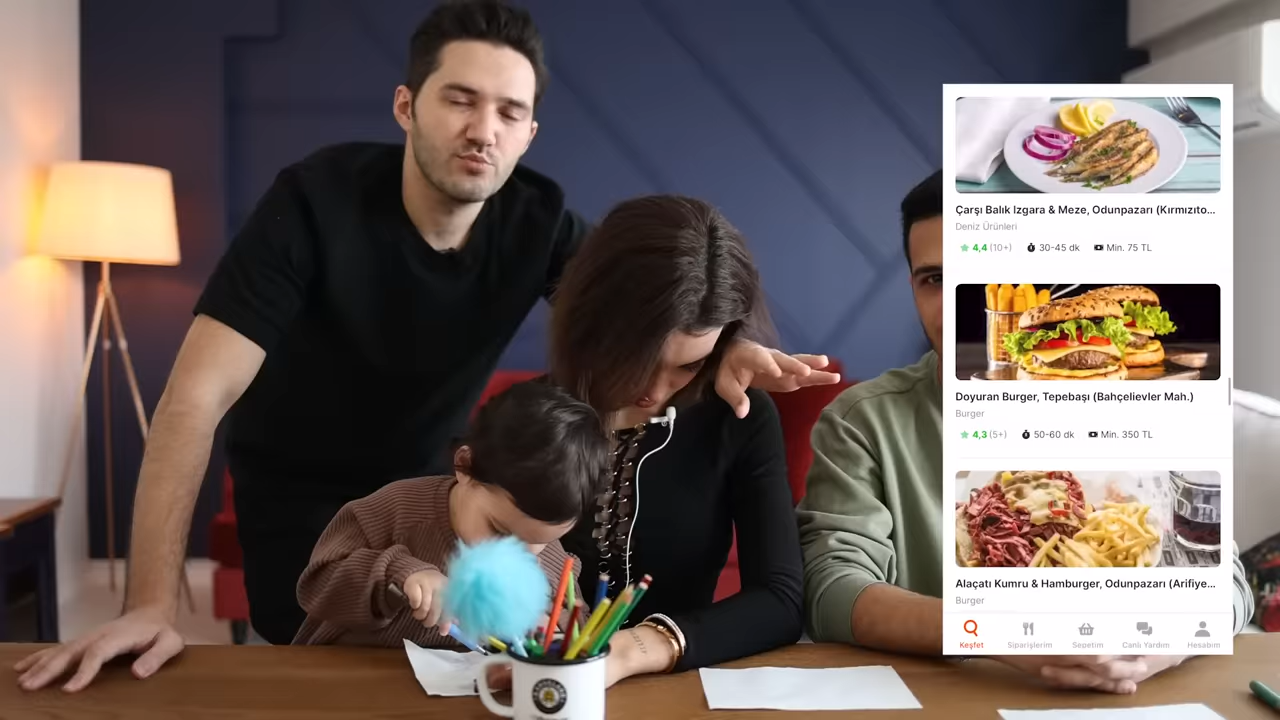 Çarşı Balık Izgara & Meze, Odunpazarı (Kırmızıto...
Deniz Ürünleri
4,4 (10+) 30-45 dk Min. 75 TL
Doyuran Burger, Tepebaşı (Bahçelievler Mah.)
Burger
4,3 (5+) 50-60 dk Min. 350 TL
Alaçatı Kumru & Hamburger, Odunpazarı (Arifiye...
Burger
Keşfet Siparişlerim Sepetim Canlı Yardım Hesabım